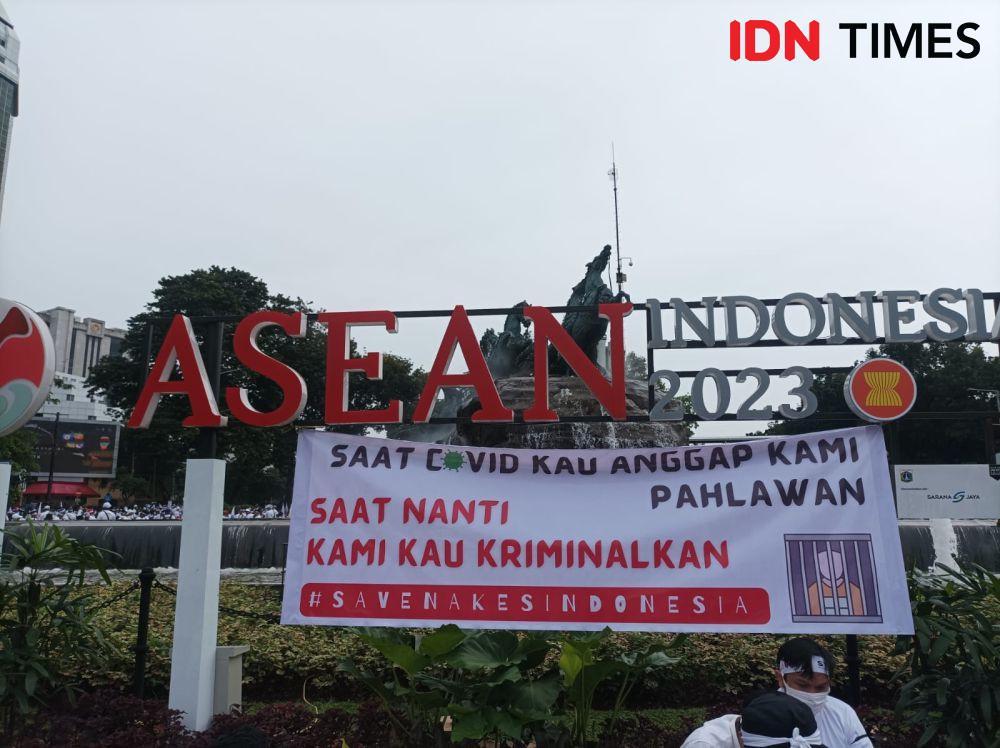 IDN TIMES
ASEAN INDONESIA
2023
SAAT COVID KAU ANGGAP KAMI
PAHLAWAN
SAAT NANTI
KAMI KAU KRIMINALKAN
#SAVENAKESINDONESIA
SARANA JAYA